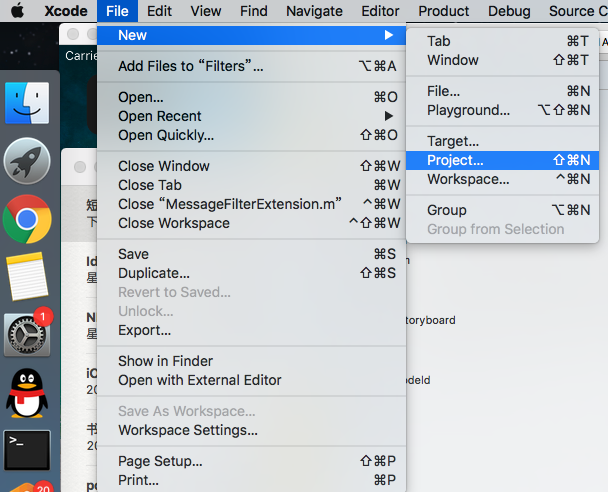 Xcode File Edit View Find Navigate Editor Product Debug Source C
Carrie
New
Add Files to “Filters”... ⌥⌘A
Open... ⌘O
Open Recent
Open Quickly... ⇧⌘O
Close Window ⇧⌘W
Close Tab ⌘W
Close “MessageFilterExtension.m” ^⌘W
Close Workspace ^⇧⌘W
Save ⌘S
Duplicate... ⇧⌘S
Revert to Saved...
Unlock...
Export...
Show in Finder
Open with External Editor
Save As Workspace...
Workspace Settings...
Page Setup... ⇧⌘P
Print... ⌘P
Tab ⌘T
Window ⇧⌘T
File... ⌘N
Playground... ⌥⇧⌘N
Target...
Project... ⇧⌘N
Workspace... ^⌘N
Group ⌥⌘N
Group from Selection
短
下
Id
星
N
星
iC
20
书
20
po
toryboard
odeId
1
20
>_